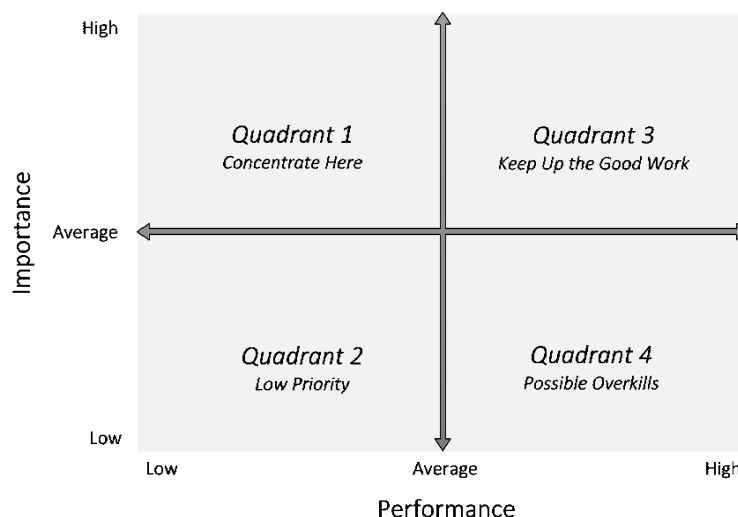 High
Quadrant 1
Concentrate Here
Quadrant 3
Keep Up the Good Work
Importance
Average
Quadrant 2
Low Priority
Quadrant 4
Possible Overkills
Low
Low
Average
High
Performance